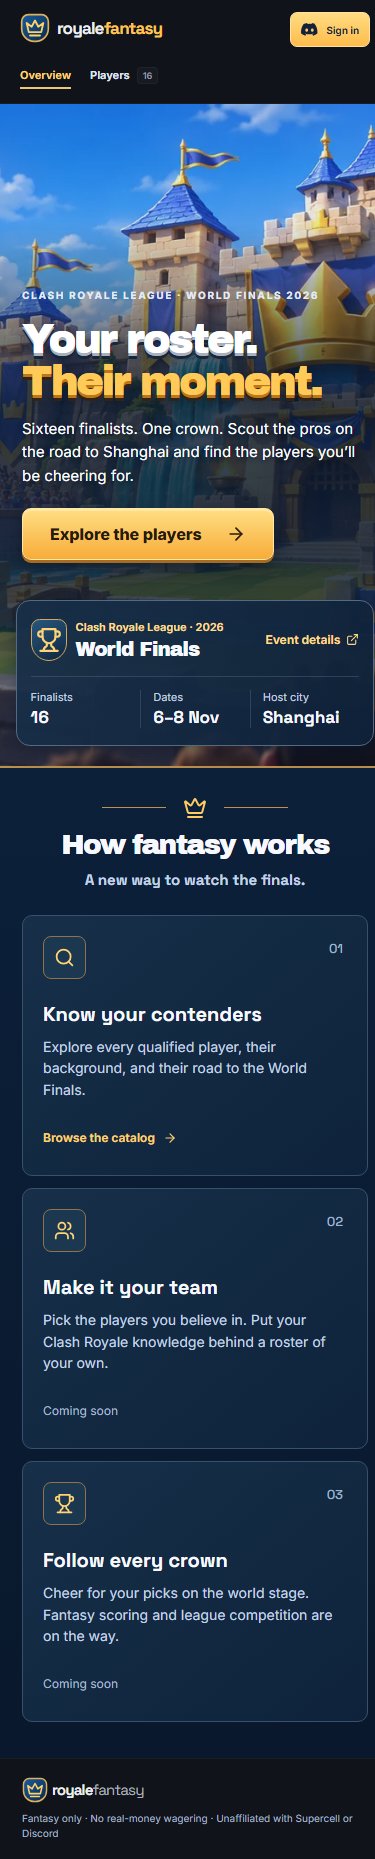 royalefantasy
Sign in
Overview Players 16
CLASH ROYALE LEAGUE · WORLD FINALS 2026
Your roster.
Their moment.
Sixteen finalists. One crown. Scout the pros on
the road to Shanghai and find the players you’ll
be cheering for.
Explore the players
Clash Royale League · 2026
World Finals
Event details
Finalists
16
Dates
6–8 Nov
Host city
Shanghai
How fantasy works
A new way to watch the finals.
01
Know your contenders
Explore every qualified player, their
background, and their road to the World
Finals.
Browse the catalog
02
Make it your team
Pick the players you believe in. Put your
Clash Royale knowledge behind a roster of
your own.
Coming soon
03
Follow every crown
Cheer for your picks on the world stage.
Fantasy scoring and league competition are
on the way.
Coming soon
royalefantasy
Fantasy only · No real-money wagering · Unaffiliated with Supercell or
Discord